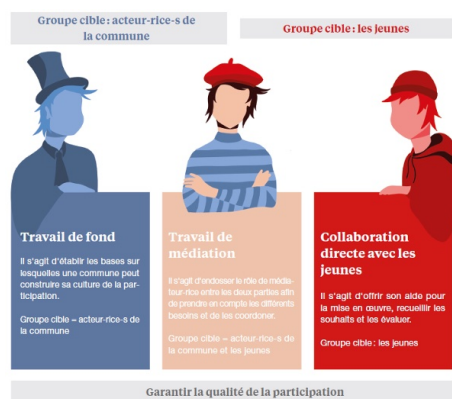 Groupe cible : acteur-rice-s de
la commune
Groupe cible : les jeunes
Travail de fond
Il s'agit d'établir les bases sur
lesquelles une commune peut
construire sa culture de la par-
ticipation.
Groupe cible – acteur-rice-s de
la commune
Travail de
médiation
Il s'agit d'endosser le rôle de média-
teur-rice entre les deux parties afin
de prendre en compte les différents
besoins et de les coordoner.
Groupe cible – acteur-rice-s de
la commune et les jeunes
Collaboration
directe avec les
jeunes
Il s'agit d'offrir son aide pour
la mise en œuvre, recueillir les
souhaits et les évaluer.
Groupe cible : les jeunes
Garantir la qualité de la participation